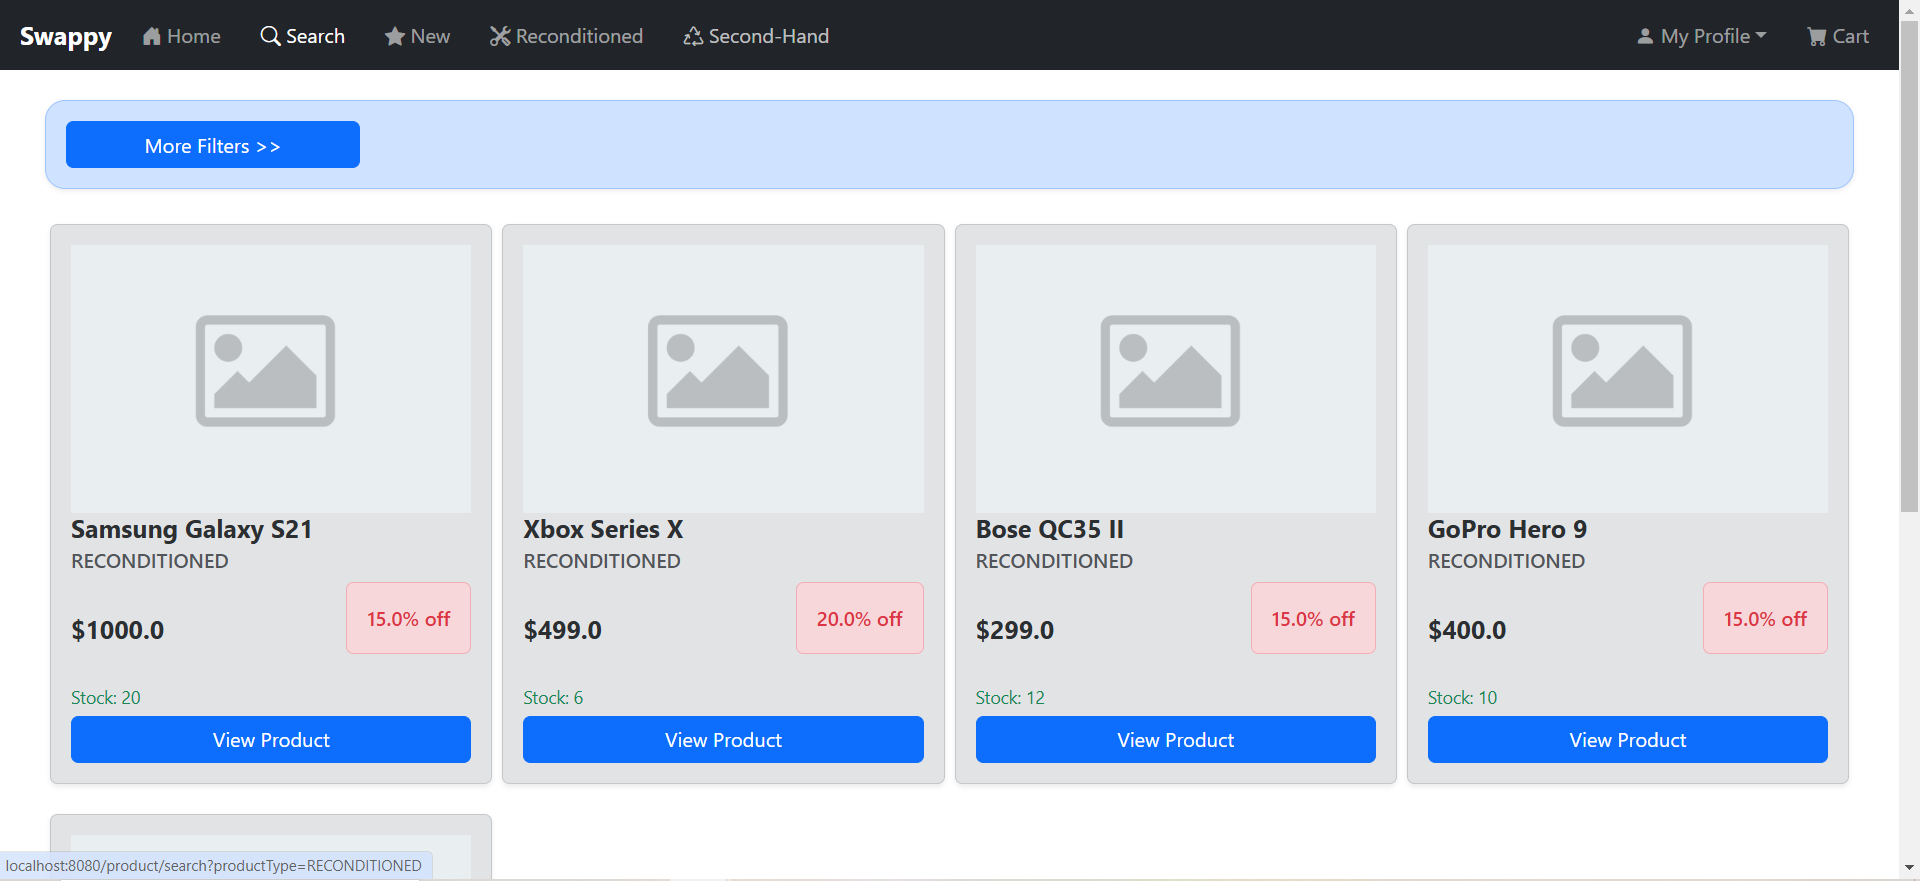 Swappy Home Search New Reconditioned Second-Hand My Profile Cart
More Filters >>
Samsung Galaxy S21
RECONDITIONED
$1000.0
15.0% off
Stock: 20
View Product
Xbox Series X
RECONDITIONED
$499.0
20.0% off
Stock: 6
View Product
Bose QC35 II
RECONDITIONED
$299.0
15.0% off
Stock: 12
View Product
GoPro Hero 9
RECONDITIONED
$400.0
15.0% off
Stock: 10
View Product
localhost:8080/product/search?productType=RECONDITIONED